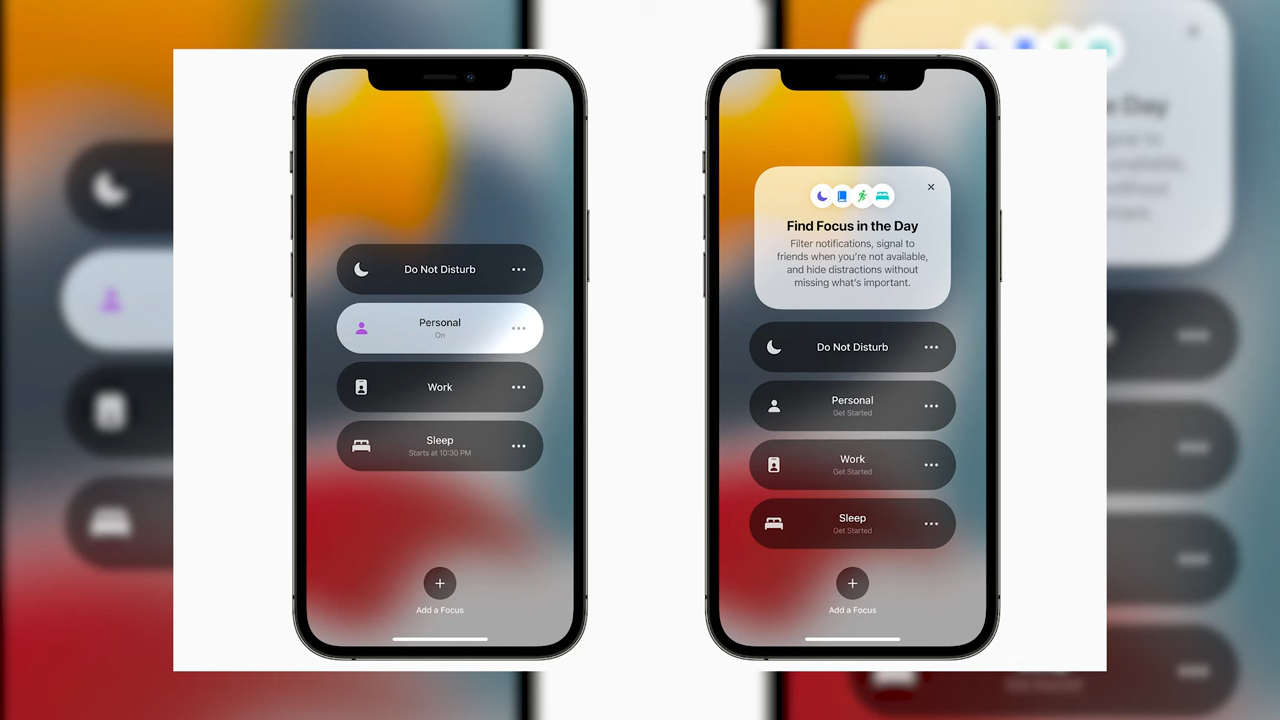 Do Not Disturb
Personal
On
Work
Sleep
Starts at 10:30 PM
Add a Focus
Find Focus in the Day
Filter notifications, signal to
friends when you're not available,
and hide distractions without
missing what's important.
Do Not Disturb
Personal
Get Started
Work
Get Started
Sleep
Get Started
Add a Focus